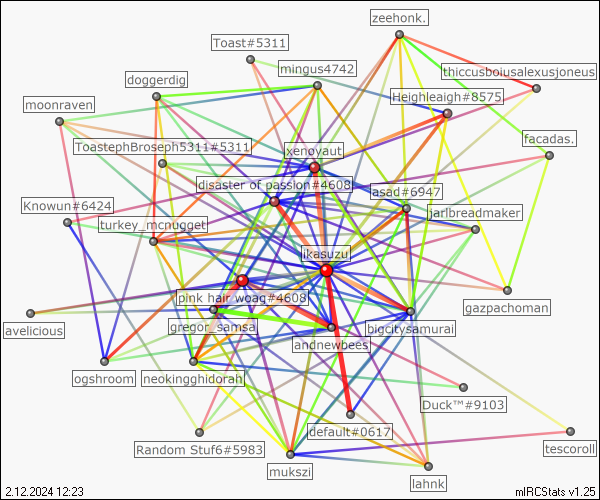 zeehonk.
Toast#5311
mingus4742
thiccusboiusalexusjoneus
doggerdig
Heighleaigh#8575
moonraven
facadas.
ToastephBroseph5311#5311
xenoyaut
disaster of passion#4608
asad#6947
Knowun#6424
jarlbreadmaker
turkey_mcnugget
ikasuzu
pink hair woag#4608
gazpachoman
avelicious
gregor_samsa
bigcitysamurai
andnewbees
ogshroom
neokingghidorah
Duck™#9103
default#0617
Random Stuf6#5983
tescoroll
mukszi
lahnk
2.12.2024 12:23
mIRCStats v1.25